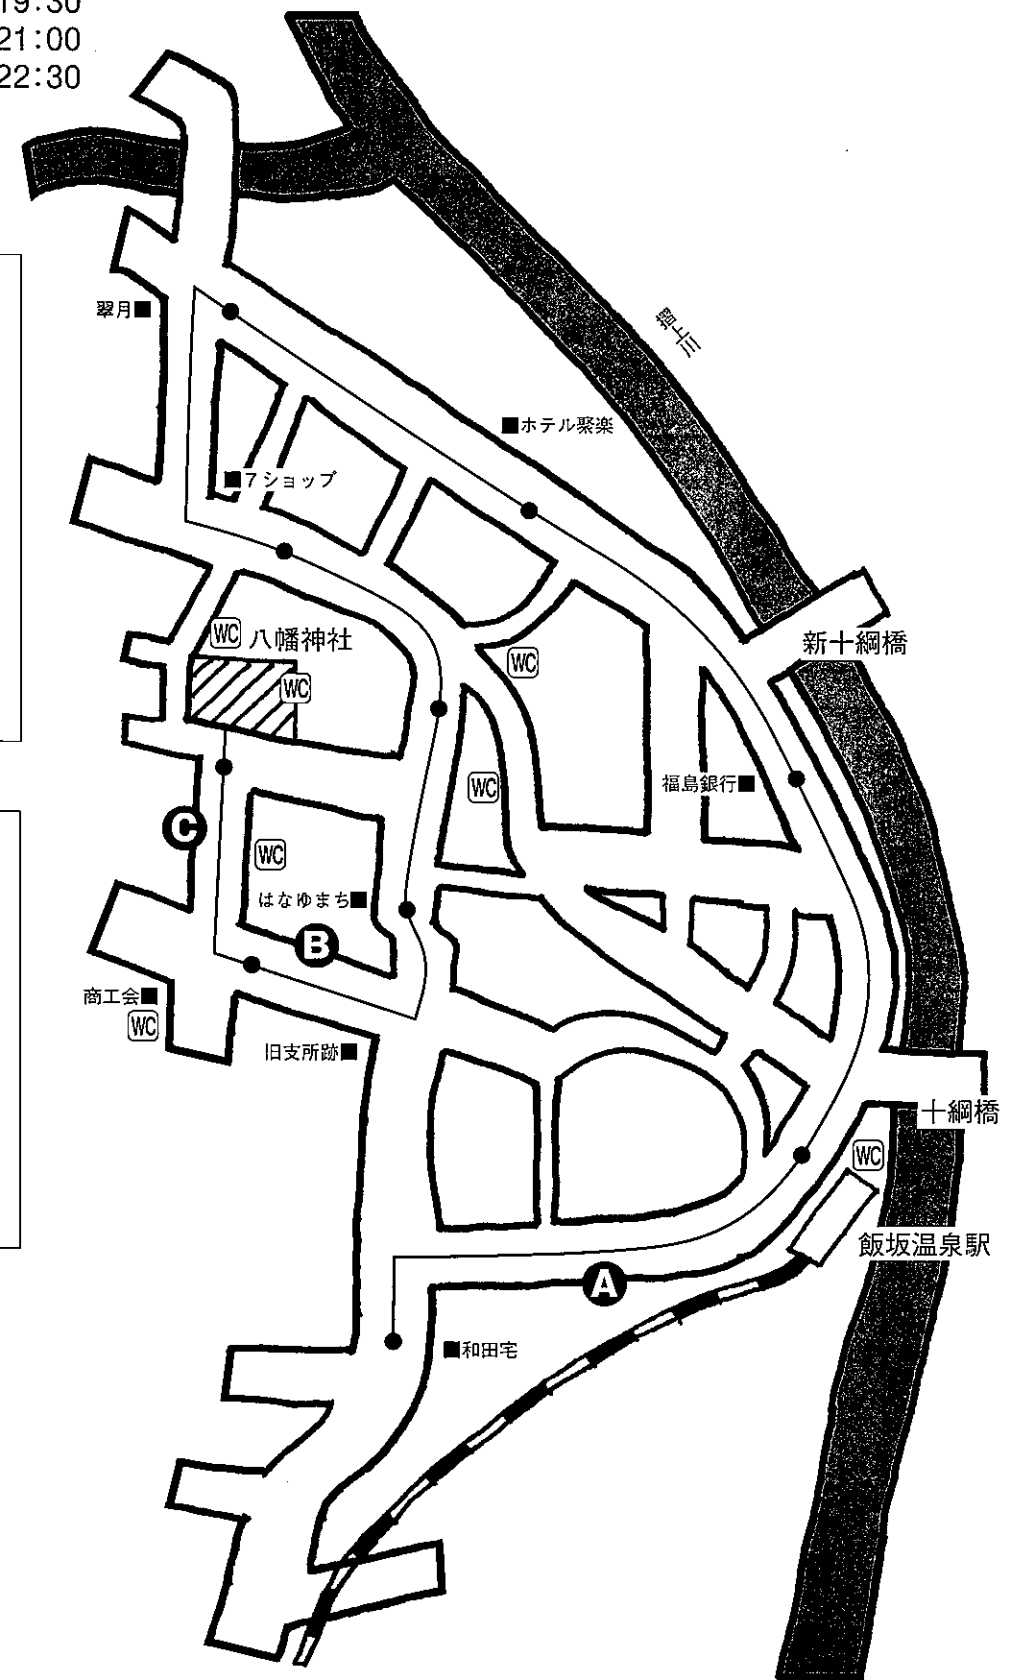 19:30
21:00
22:30
翠月■
摺上川
■ホテル聚楽
■7ショップ
WC 八幡神社
WC
WC
新十綱橋
WC
福島銀行■
C
WC
はなゆまち■
B
商工会■
WC
旧支所跡■
十綱橋
WC
飯坂温泉駅
A
■和田宅